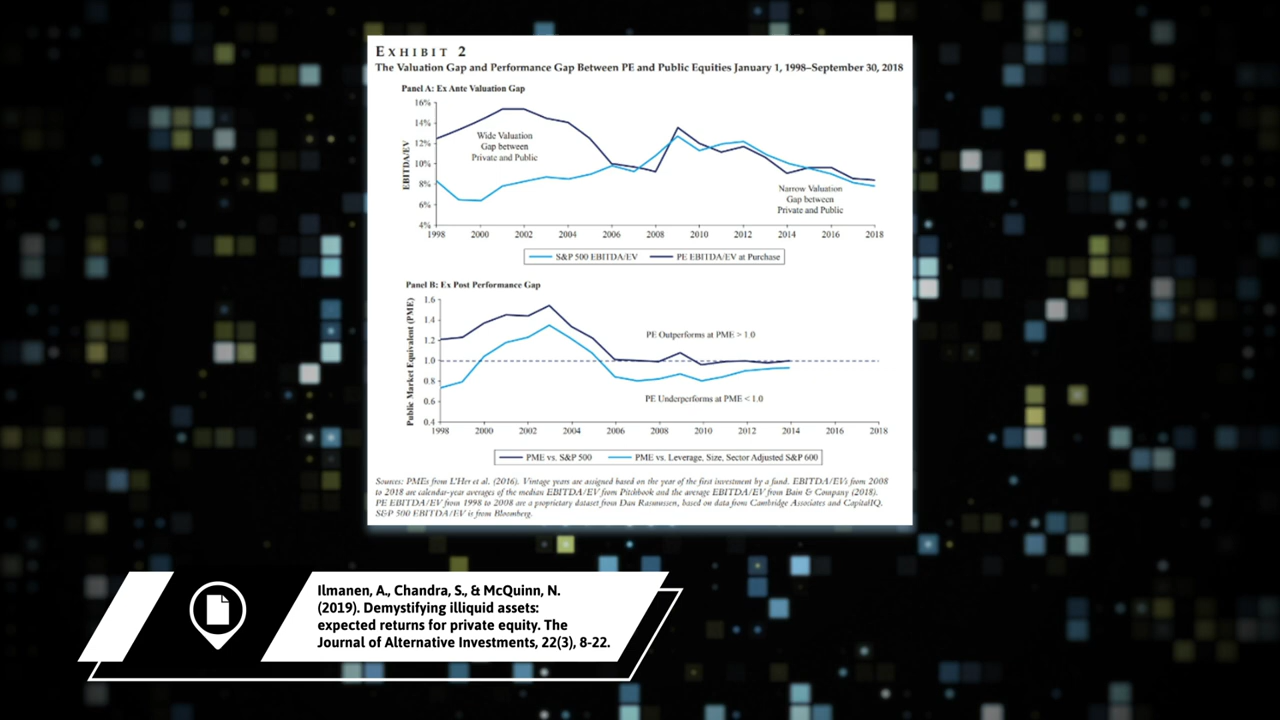 EXHIBIT 2
The Valuation Gap and Performance Gap Between PE and Public Equities January 1, 1998–September 30, 2018
Panel A: Ex Ante Valuation Gap
EBITDA/EV
16%
14%
12%
10%
8%
6%
4%
Wide Valuation
Gap between
Private and Public
Narrow Valuation
Gap between
Private and Public
1998 2000 2002 2004 2006 2008 2010 2012 2014 2016 2018
S&P 500 EBITDA/EV PE EBITDA/EV at Purchase
Panel B: Ex Post Performance Gap
Public Market Equivalent (PME)
1.6
1.4
1.2
1.0
0.8
0.6
0.4
PE Outperforms at PME > 1.0
PE Underperforms at PME < 1.0
1998 2000 2002 2004 2006 2008 2010 2012 2014 2016 2018
PME vs. S&P 500 PME vs. Leverage, Size, Sector Adjusted S&P 600
Sources: PMEs from L'Her et al. (2016). Vintage years are assigned based on the year of the first investment by a fund. EBITDA/EVs from 2008
to 2018 are calendar-year averages of the median EBITDA/EV from Pitchbook and the average EBITDA/EV from Bain & Company (2018).
PE EBITDA/EV from 1998 to 2008 are a proprietary dataset from Dan Rasmussen, based on data from Cambridge Associates and CapitalIQ.
S&P 500 EBITDA/EV is from Bloomberg.
Ilmanen, A., Chandra, S., & McQuinn, N.
(2019). Demystifying illiquid assets:
expected returns for private equity. The
Journal of Alternative Investments, 22(3), 8-22.